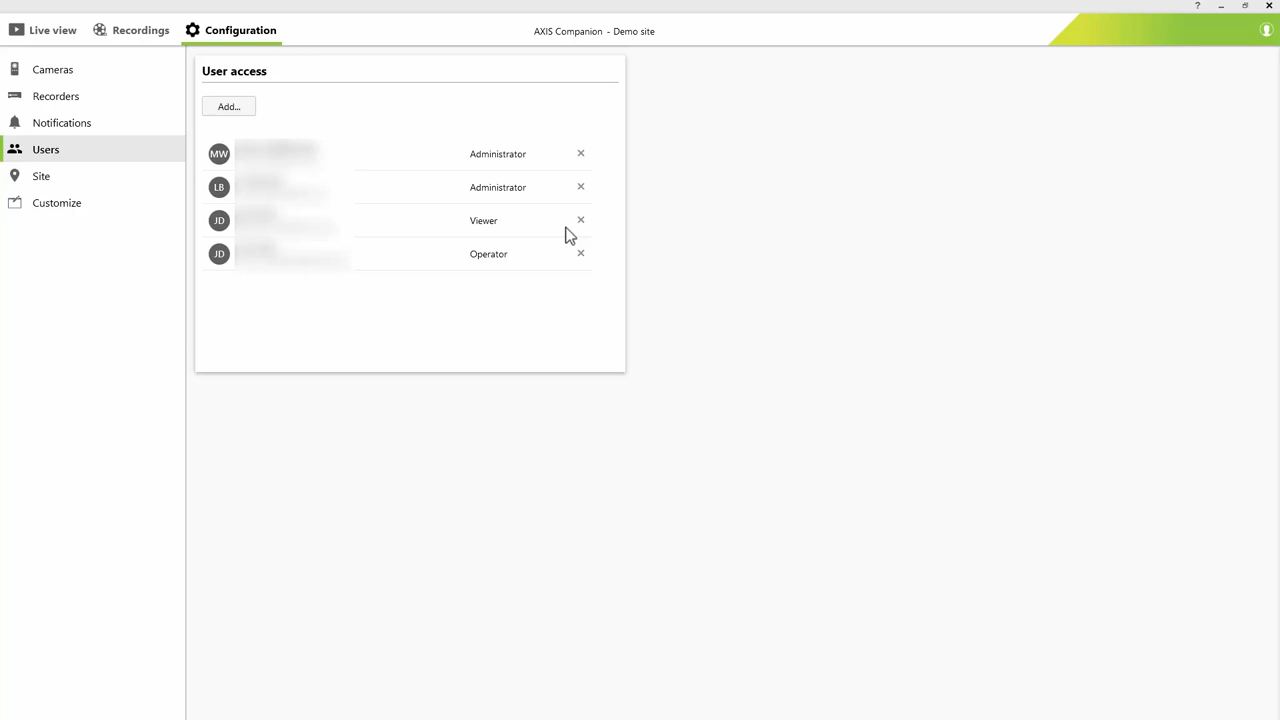 ?
Live view Recordings Configuration AXIS Companion - Demo site
Cameras
Recorders
Notifications
Users
Site
Customize
User access
Add...
MW Administrator
LB Administrator
JD Viewer
JD Operator